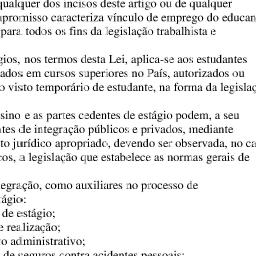 qualquer dos incisos deste artigo ou de qualquer
promisso caracteriza vínculo de emprego do educan
para todos os fins da legislação trabalhista e
gios, nos termos desta Lei, aplica-se aos estudantes
ados em cursos superiores no País, autorizados ou
o visto temporário de estudante, na forma da legislaç
sino e as partes cedentes de estágio podem, a seu
tes de integração públicos e privados, mediante
to jurídico apropriado, devendo ser observada, no ca
cos, a legislação que estabelece as normas gerais de
egração, como auxiliares no processo de
ágio:
de estágio;
e realização;
o administrativo;
de seguros contra acidentes pessoais;